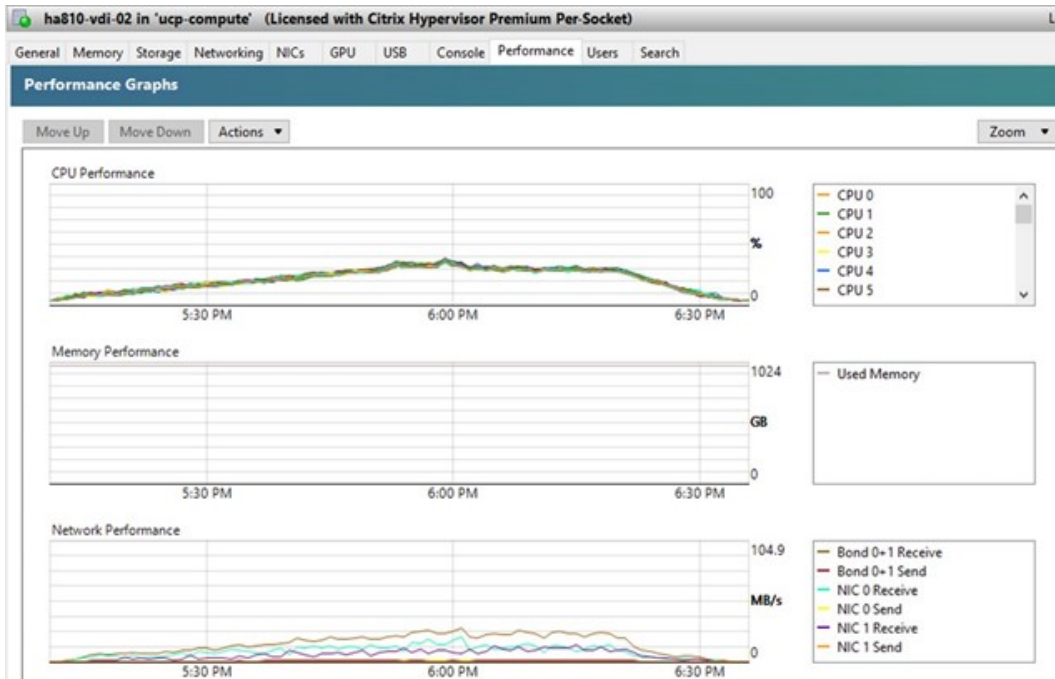 ha810-vdi-02 in 'ucp-compute' (Licensed with Citrix Hypervisor Premium Per-Socket)
General Memory Storage Networking NICs GPU USB Console Performance Users Search
Performance Graphs
Move Up Move Down Actions Zoom
CPU Performance
100
%
0
5:30 PM 6:00 PM 6:30 PM
CPU 0
CPU 1
CPU 2
CPU 3
CPU 4
CPU 5
Memory Performance
1024
GB
0
5:30 PM 6:00 PM 6:30 PM
Used Memory
Network Performance
104.9
MB/s
0
5:30 PM 6:00 PM 6:30 PM
Bond 0+1 Receive
Bond 0+1 Send
NIC 0 Receive
NIC 0 Send
NIC 1 Receive
NIC 1 Send